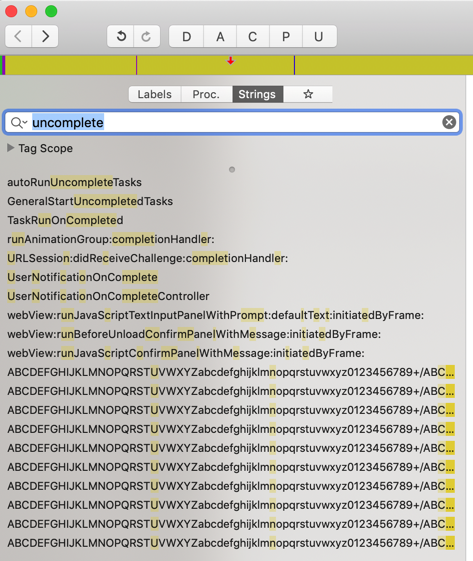 D A C P U
Labels Proc. Strings
uncomplete
Tag Scope
autoRunUncompleteTasks
GeneralStartUncompletedTasks
TaskRunOnCompleted
runAnimationGroup:completionHandler:
URLSession:didReceiveChallenge:completionHandler:
UserNotificationOnComplete
UserNotificationOnCompleteController
webView:runJavaScriptTextInputPanelWithPrompt:defaultText:initiatedByFrame:
webView:runBeforeUnloadConfirmPanelWithMessage:initiatedByFrame:
webView:runJavaScriptConfirmPanelWithMessage:initiatedByFrame:
ABCDEFGHIJKLMNOPQRSTUVWXYZabcdefghijklmnopqrstuvwxyz0123456789+/ABC...
ABCDEFGHIJKLMNOPQRSTUVWXYZabcdefghijklmnopqrstuvwxyz0123456789+/ABC...
ABCDEFGHIJKLMNOPQRSTUVWXYZabcdefghijklmnopqrstuvwxyz0123456789+/ABC...
ABCDEFGHIJKLMNOPQRSTUVWXYZabcdefghijklmnopqrstuvwxyz0123456789+/ABC...
ABCDEFGHIJKLMNOPQRSTUVWXYZabcdefghijklmnopqrstuvwxyz0123456789+/ABC...
ABCDEFGHIJKLMNOPQRSTUVWXYZabcdefghijklmnopqrstuvwxyz0123456789+/ABC...
ABCDEFGHIJKLMNOPQRSTUVWXYZabcdefghijklmnopqrstuvwxyz0123456789+/ABC...
ABCDEFGHIJKLMNOPQRSTUVWXYZabcdefghijklmnopqrstuvwxyz0123456789+/ABC...
ABCDEFGHIJKLMNOPQRSTUVWXYZabcdefghijklmnopqrstuvwxyz0123456789+/ABC...
ABCDEFGHIJKLMNOPQRSTUVWXYZabcdefghijklmnopqrstuvwxyz0123456789+/ABC...